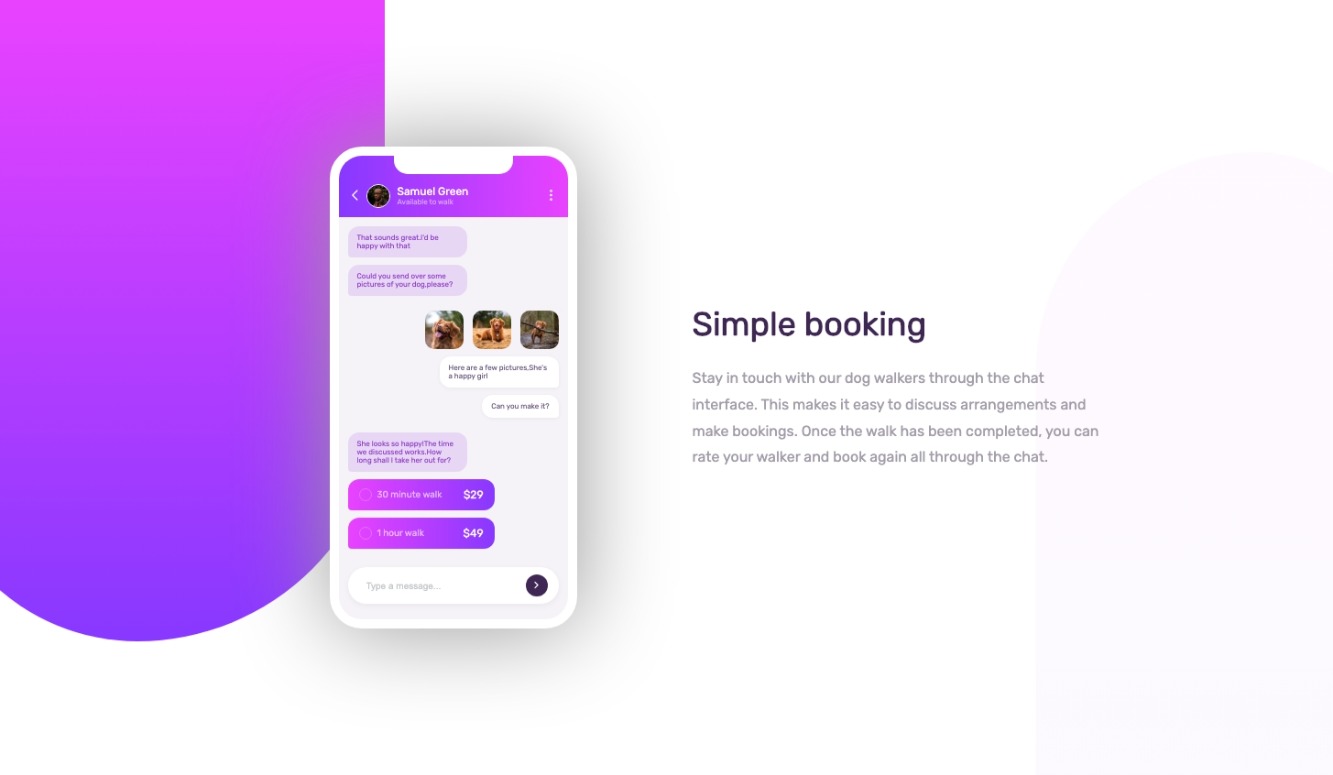 Samuel Green
Available to walk
That sounds great.I'd be
happy with that
Could you send over some
pictures of your dog,please?
Here are a few pictures,She's
a happy girl
Can you make it?
She looks so happy!The time
we discussed works.How
long shall I take her out for?
30 minute walk $29
1 hour walk $49
Type a message...
Simple booking
Stay in touch with our dog walkers through the chat
interface. This makes it easy to discuss arrangements and
make bookings. Once the walk has been completed, you can
rate your walker and book again all through the chat.